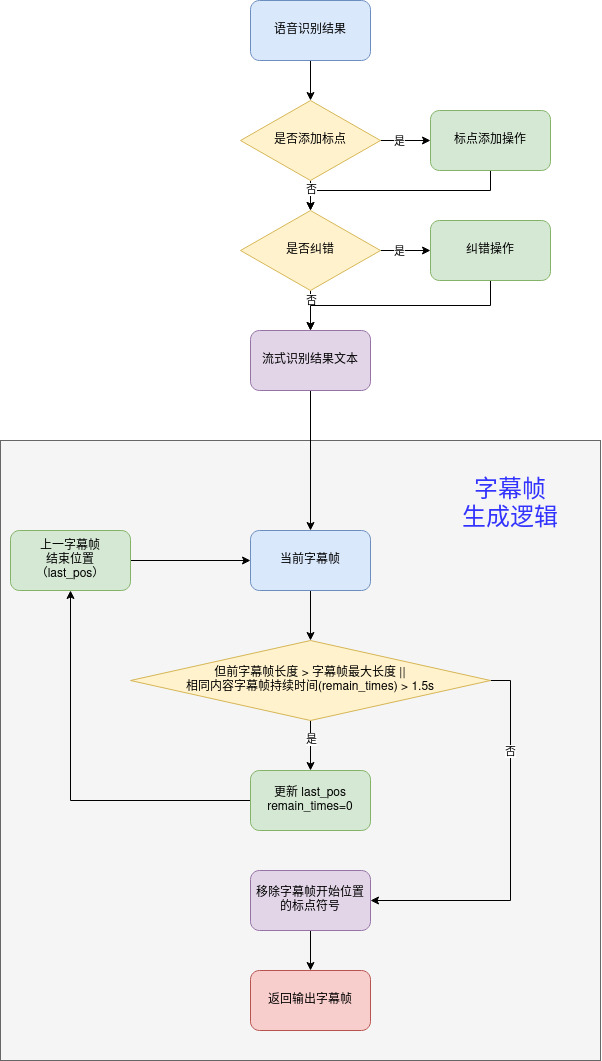 语音识别结果
是否添加标点
是
标点添加操作
否
是否纠错
是
纠错操作
否
流式识别结果文本
字幕帧
生成逻辑
上一字幕帧
结束位置
（last_pos）
当前字幕帧
但前字幕帧长度 > 字幕帧最大长度 ||
相同内容字幕帧持续时间(remain_times) > 1.5s
是
否
更新 last_pos
remain_times=0
移除字幕帧开始位置
的标点符号
返回输出字幕帧